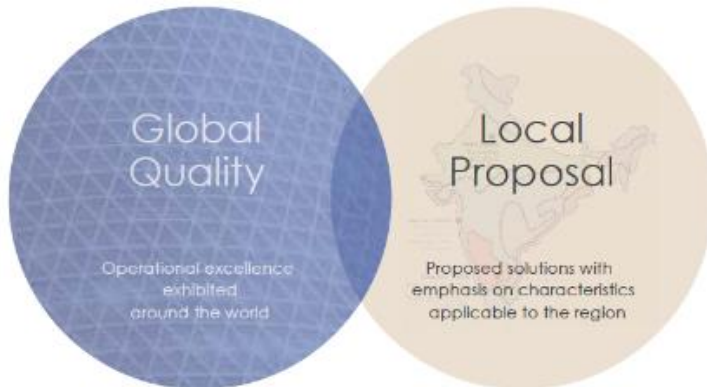 Global
Quality
Operational excellence
exhibited
around the world
Local
Proposal
Proposed solutions with
emphasis on characteristics
applicable to the region